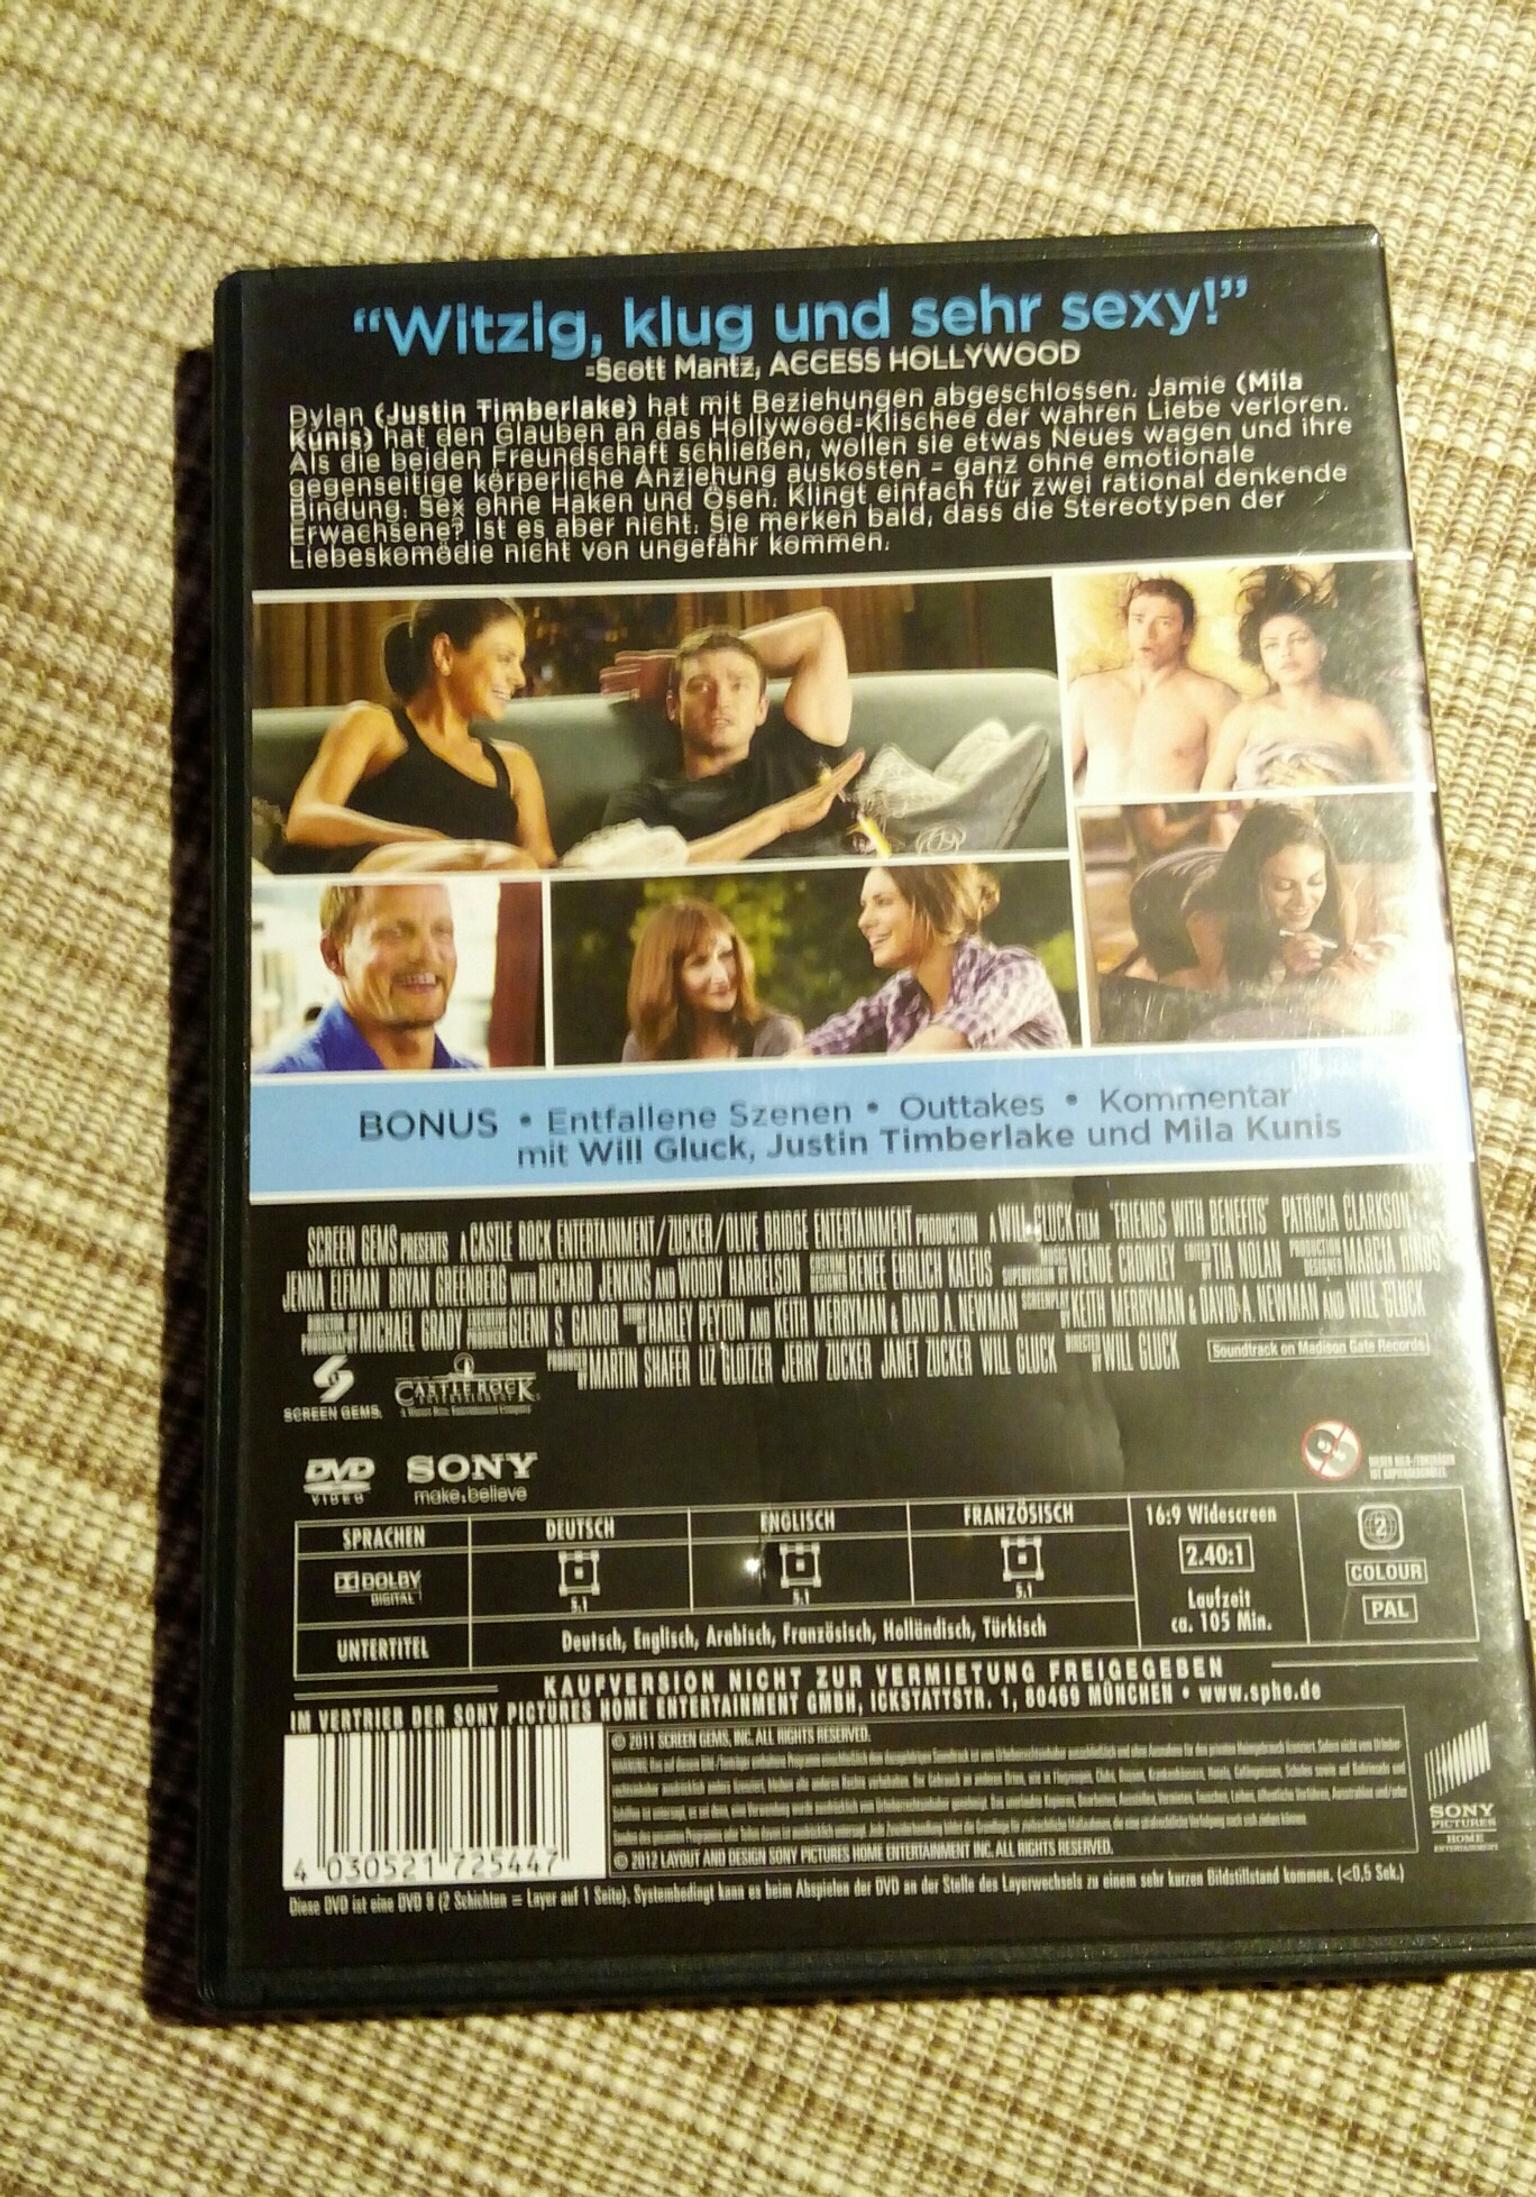 “Witzig, klug und sehr sexy!”
-Scott Mantz, ACCESS HOLLYWOOD
Dylan (Justin Timberlake) hat mit Beziehungen abgeschlossen. Jamie (Mila
Kunis) hat den Glauben an das Hollywood-Klischee der wahren Liebe verloren.
Als die beiden Freundschaft schließen, wollen sie etwas Neues wagen und ihre
gegenseitige körperliche Anziehung auskosten – ganz ohne emotionale
Bindung. Sex ohne Haken und Ösen. Klingt einfach für zwei rational denkende
Erwachsene? Ist es aber nicht. Sie merken bald, dass die Stereotypen der
Liebeskomödie nicht von ungefähr kommen.
BONUS • Entfallene Szenen • Outtakes • Kommentar
mit Will Gluck, Justin Timberlake und Mila Kunis
SCREEN GEMS PRESENTS A CASTLE ROCK ENTERTAINMENT/ZUCKER/OLIVE BRIDGE ENTERTAINMENT PRODUCTION A WILL GLUCK FILM "FRIENDS WITH BENEFITS" PATRICIA CLARKSON
JENNA ELFMAN BRYAN GREENBERG WITH RICHARD JENKINS AND WOODY HARRELSON RENEE EHRLICH KALFUS WENDE CROWLEY TIA NOLAN MARCIA HINDS
MICHAEL GRADY GLENN S. GAINOR HARLEY PEYTON AND KEITH MERRYMAN & DAVID A. NEWMAN KEITH MERRYMAN & DAVID A. NEWMAN AND WILL GLUCK
PRODUCED BY MARTIN SHAFER LIZ GLOTZER JERRY ZUCKER JANET ZUCKER WILL GLUCK DIRECTED BY WILL GLUCK
Soundtrack on Madison Gate Records
SCREEN GEMS
CASTLE ROCK
ENTERTAINMENT
DVD
VIDEO
SONY
make.believe
SPRACHEN DEUTSCH ENGLISCH FRANZÖSISCH
DOLBY
DIGITAL
5.1 5.1 5.1
UNTERTITEL Deutsch, Englisch, Arabisch, Französisch, Holländisch, Türkisch
16:9 Widescreen
2.40:1
Laufzeit
ca. 105 Min.
2
COLOUR
PAL
KAUFVERSION NICHT ZUR VERMIETUNG FREIGEGEBEN
IM VERTRIEB DER SONY PICTURES HOME ENTERTAINMENT GMBH, ICKSTATTSTR. 1, 80469 MÜNCHEN • www.sphe.de
© 2011 SCREEN GEMS, INC. ALL RIGHTS RESERVED.
© 2012 LAYOUT AND DESIGN SONY PICTURES HOME ENTERTAINMENT INC. ALL RIGHTS RESERVED.
4 030521 725447
SONY
PICTURES
HOME
ENTERTAINMENT
Diese DVD ist eine DVD 9 (2 Schichten = Layer auf 1 Seite). Systembedingt kann es beim Abspielen der DVD an der Stelle des Layerwechsels zu einem sehr kurzen Bildstillstand kommen. (<0,5 Sek.)